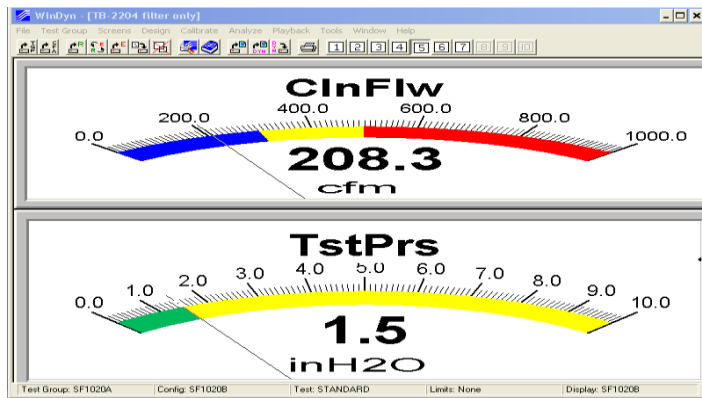 WinDyn - [TB-2204 filter only]
File Test Group Screens Design Calibrate Analyze Playback Tools Window Help
1 2 3 4 5 6 7 8 9 10
ClnFlw
0.0 200.0 400.0 600.0 800.0 1000.0
208.3
cfm
TstPrs
0.0 1.0 2.0 3.0 4.0 5.0 6.0 7.0 8.0 9.0 10.0
1.5
inH2O
Test Group: SF1020A Config: SF1020B Test: STANDARD Limits: None Display: SF1020B